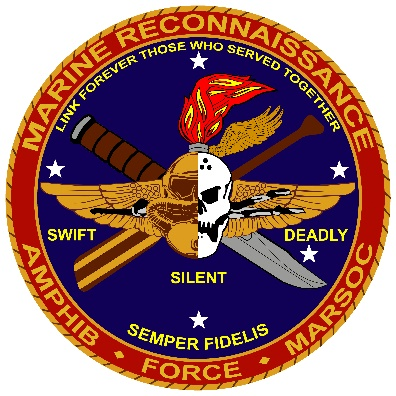 MARINE RECONNAISSANCE
LINK FOREVER THOSE WHO SERVED TOGETHER
SWIFT
DEADLY
SILENT
SEMPER FIDELIS
AMPHIB · FORCE · MARSOC